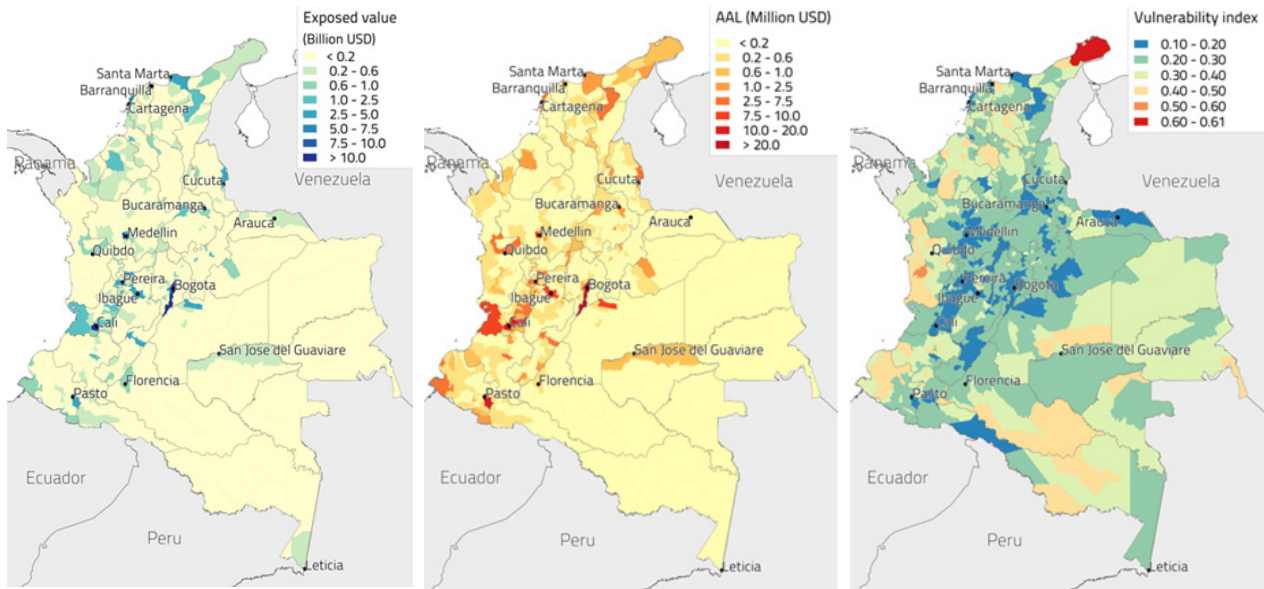 Exposed value
(Billion USD)
< 0.2
0.2 - 0.6
0.6 - 1.0
1.0 - 2.5
2.5 - 5.0
5.0 - 7.5
7.5 - 10.0
> 10.0
Santa Marta
Barranquilla
Cartagena
Panama
Cucuta
Venezuela
Bucaramanga
Arauca
Medellin
Quibdo
Pereira
Bogota
Ibague
Cali
San Jose del Guaviare
Florencia
Pasto
Ecuador
Peru
Leticia
AAL (Million USD)
< 0.2
0.2 - 0.6
0.6 - 1.0
1.0 - 2.5
2.5 - 7.5
7.5 - 10.0
10.0 - 20.0
> 20.0
Santa Marta
Barranquilla
Cartagena
Panama
Cucuta
Venezuela
Bucaramanga
Arauca
Medellin
Quibdo
Pereira
Bogota
Ibague
Cali
San Jose del Guaviare
Florencia
Pasto
Ecuador
Peru
Leticia
Vulnerability index
0.10 - 0.20
0.20 - 0.30
0.30 - 0.40
0.40 - 0.50
0.50 - 0.60
0.60 - 0.61
Santa Marta
Barranquilla
Cartagena
Panama
Cucuta
Venezuela
Bucaramanga
Arauca
Medellin
Quibdo
Pereira
Bogota
Ibague
Cali
San Jose del Guaviare
Florencia
Pasto
Ecuador
Peru
Leticia